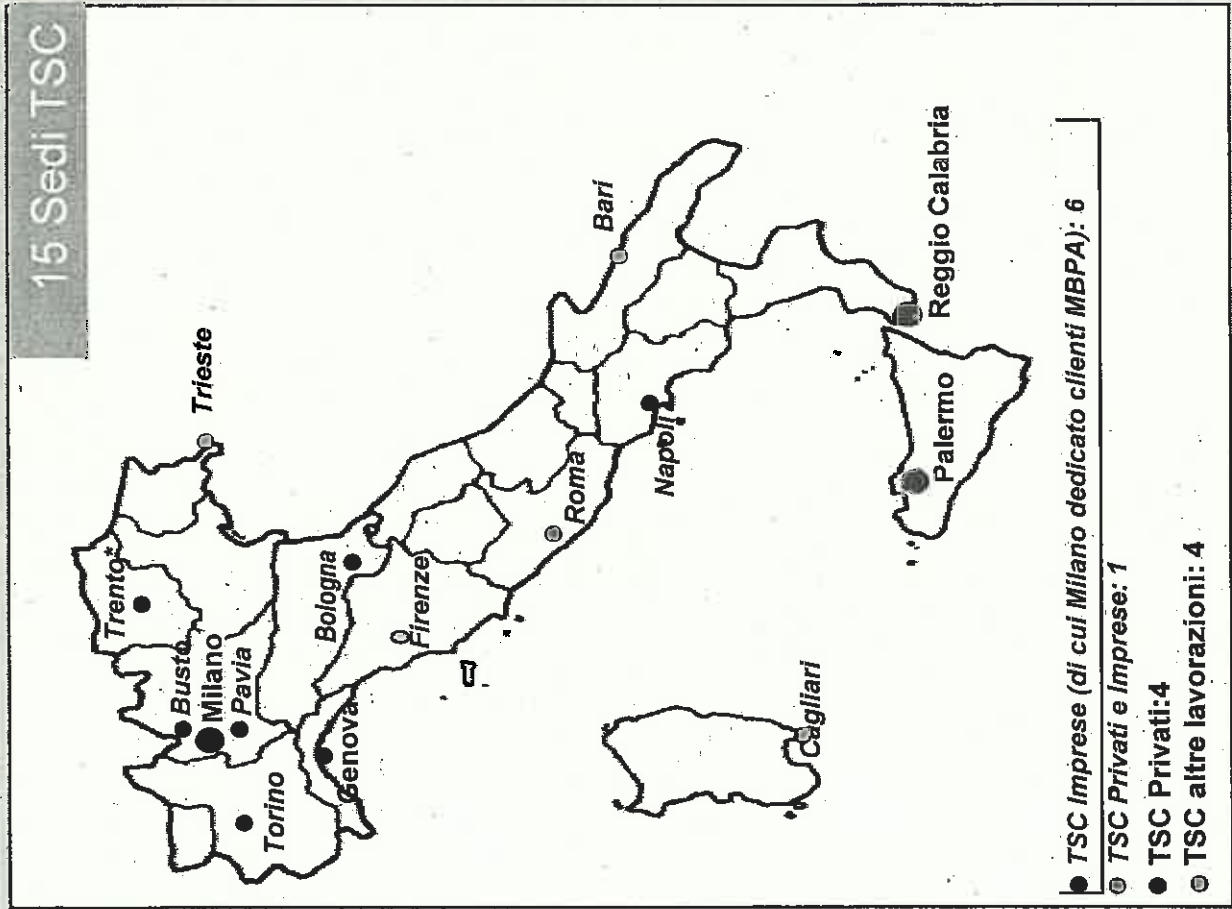 15 Sedi TSC
Trento*
Trieste
Busto
Milano
Pavia
Torino
Genova
Bologna
Firenze
Roma
Bari
Napoli
Cagliari
Palermo
Reggio Calabria
TSC Imprese (di cui Milano dedicato clienti MBPA): 6
TSC Privati e Imprese: 1
TSC Privati:4
TSC altre lavorazioni: 4